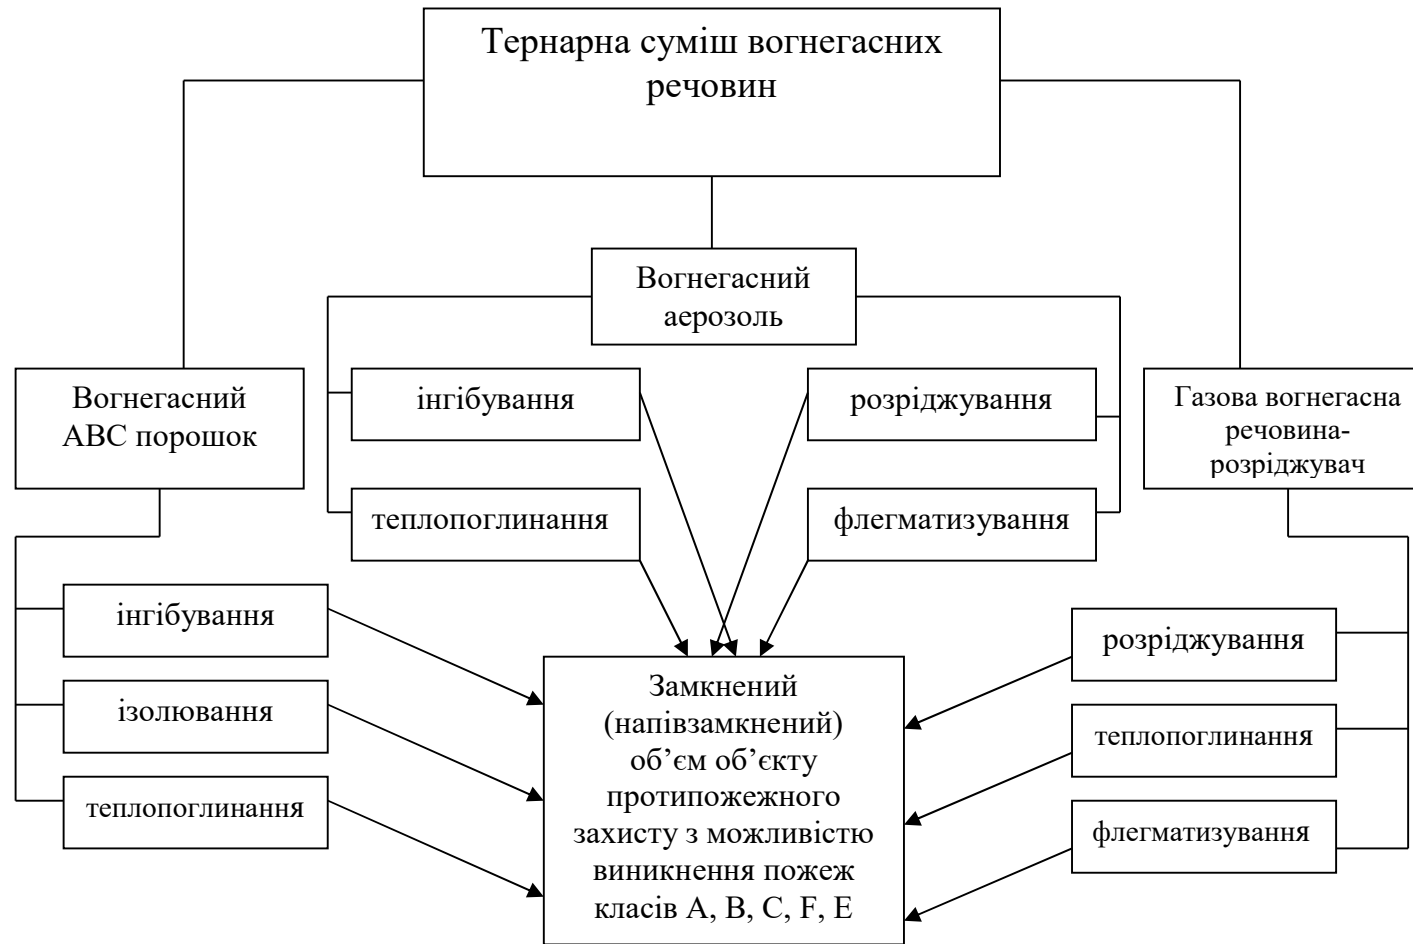 Тернарна суміш вогнегасних
речовин
Вогнегасний
аерозоль
Вогнегасний
АВС порошок
інгібування
розріджування
Газова вогнегасна
речовина-
розріджувач
теплопоглинання
флегматизування
інгібування
ізолювання
теплопоглинання
Замкнений
(напівзамкнений)
об’єм об’єкту
протипожежного
захисту з можливістю
виникнення пожеж
класів А, В, С, F, Е
розріджування
теплопоглинання
флегматизування